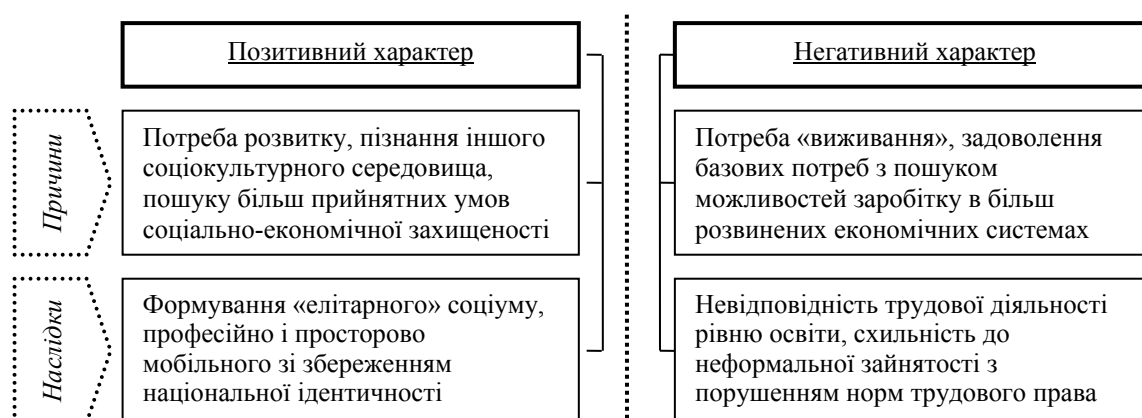 Позитивний характер
Негативний характер
Причини
Потреба розвитку, пізнання іншого
соціокультурного середовища,
пошуку більш прийнятних умов
соціально-економічної захищеності
Потреба «виживання», задоволення
базових потреб з пошуком
можливостей заробітку в більш
розвинених економічних системах
Наслідки
Формування «елітарного» соціуму,
професійно і просторово
мобільного зі збереженням
національної ідентичності
Невідповідність трудової діяльності
рівню освіти, схильність до
неформальної зайнятості з
порушенням норм трудового права